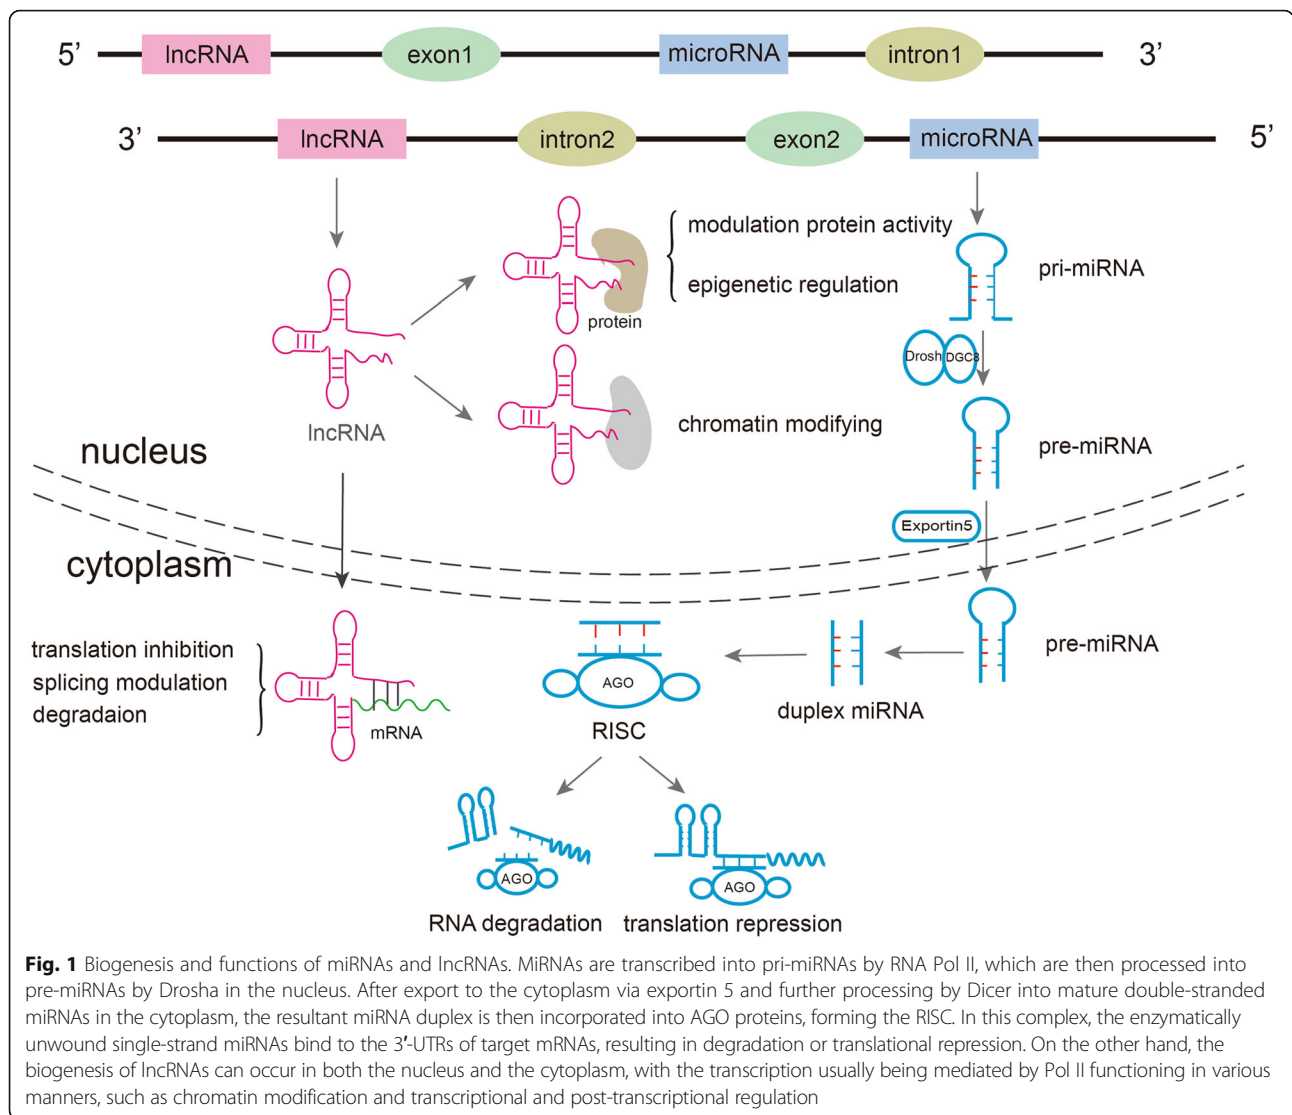 5’ lncRNA exon1 microRNA intron1 3’
3’ lncRNA intron2 exon2 microRNA 5’
modulation protein activity
epigenetic regulation
protein
pri-miRNA
Drosh DGC8
lncRNA
chromatin modifying
pre-miRNA
nucleus
Exportin5
cytoplasm
translation inhibition
splicing modulation
degradaion
mRNA
AGO
RISC
duplex miRNA
pre-miRNA
AGO
RNA degradation
AGO
translation repression
Fig. 1 Biogenesis and functions of miRNAs and lncRNAs. MiRNAs are transcribed into pri-miRNAs by RNA Pol II, which are then processed into
pre-miRNAs by Drosha in the nucleus. After export to the cytoplasm via exportin 5 and further processing by Dicer into mature double-stranded
miRNAs in the cytoplasm, the resultant miRNA duplex is then incorporated into AGO proteins, forming the RISC. In this complex, the enzymatically
unwound single-strand miRNAs bind to the 3′-UTRs of target mRNAs, resulting in degradation or translational repression. On the other hand, the
biogenesis of lncRNAs can occur in both the nucleus and the cytoplasm, with the transcription usually being mediated by Pol II functioning in various
manners, such as chromatin modification and transcriptional and post-transcriptional regulation